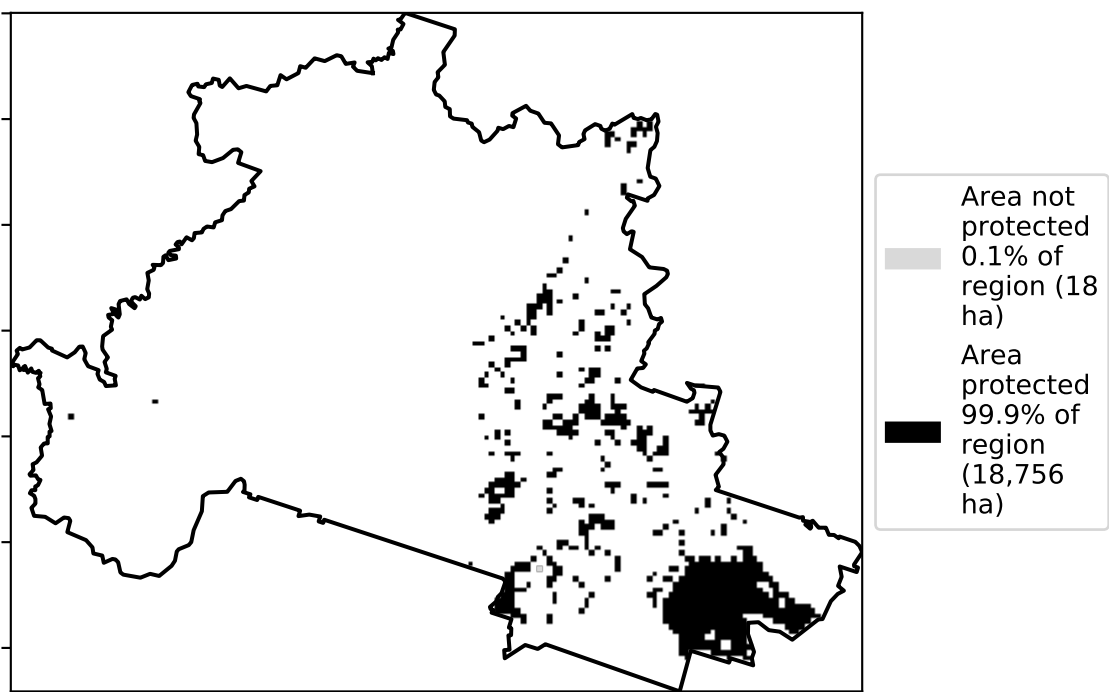 Area not
protected
0.1% of
region (18
ha)
Area
protected
99.9% of
region
(18,756
ha)